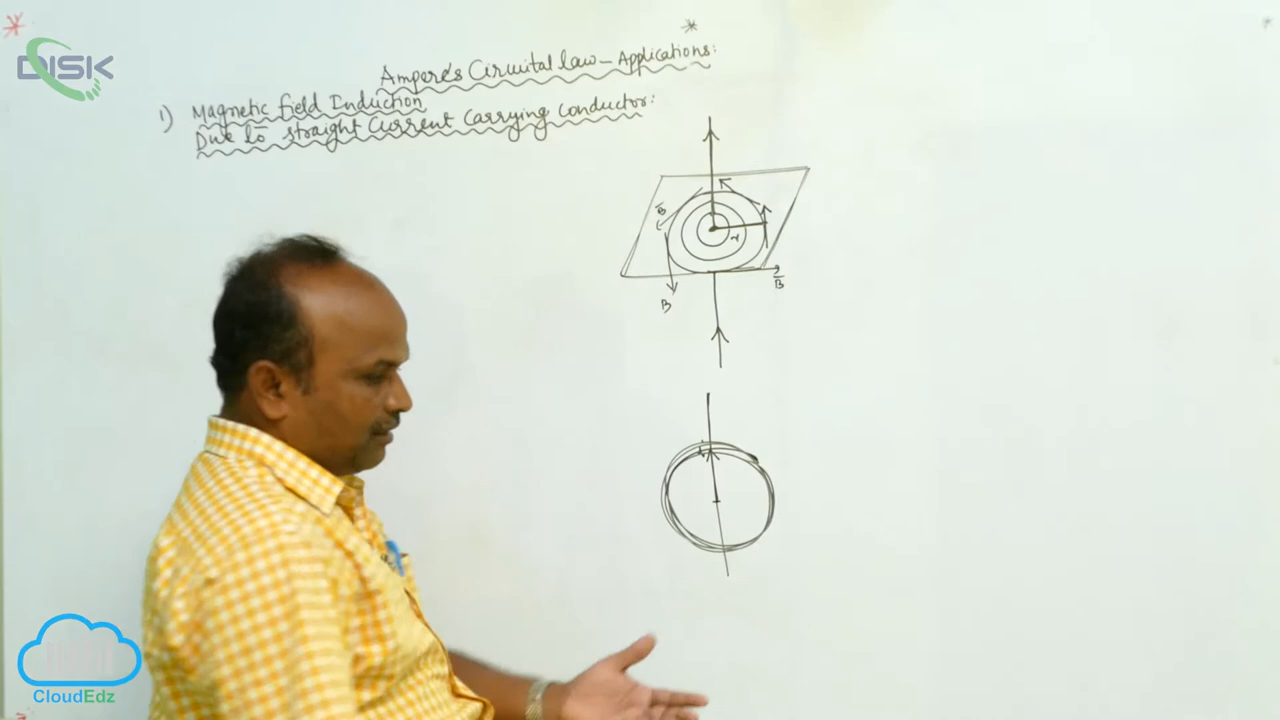 *
*
DISK
Ampere's Circuital law - Applications:
1) Magnetic field Induction
Due to straight Current Carrying Conductor:
B
r
B
B
CloudEdz